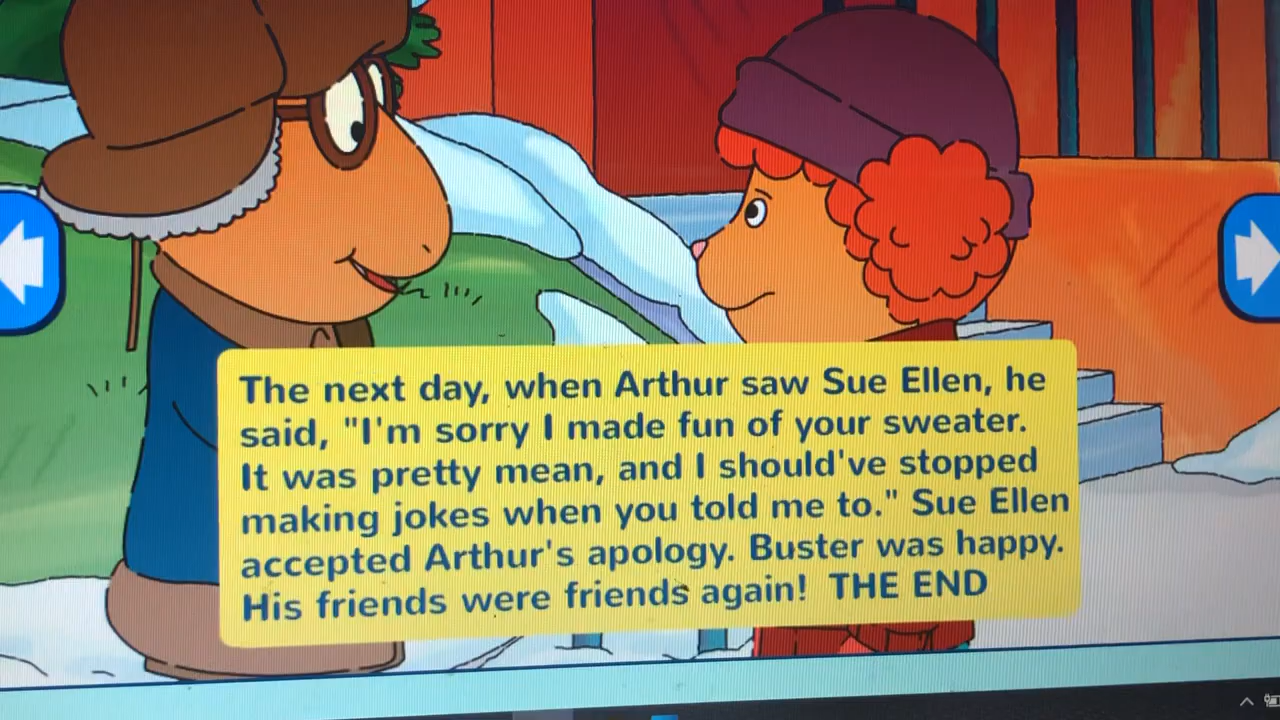 The next day, when Arthur saw Sue Ellen, he
said, "I'm sorry I made fun of your sweater.
It was pretty mean, and I should've stopped
making jokes when you told me to." Sue Ellen
accepted Arthur's apology. Buster was happy.
His friends were friends again!  THE END